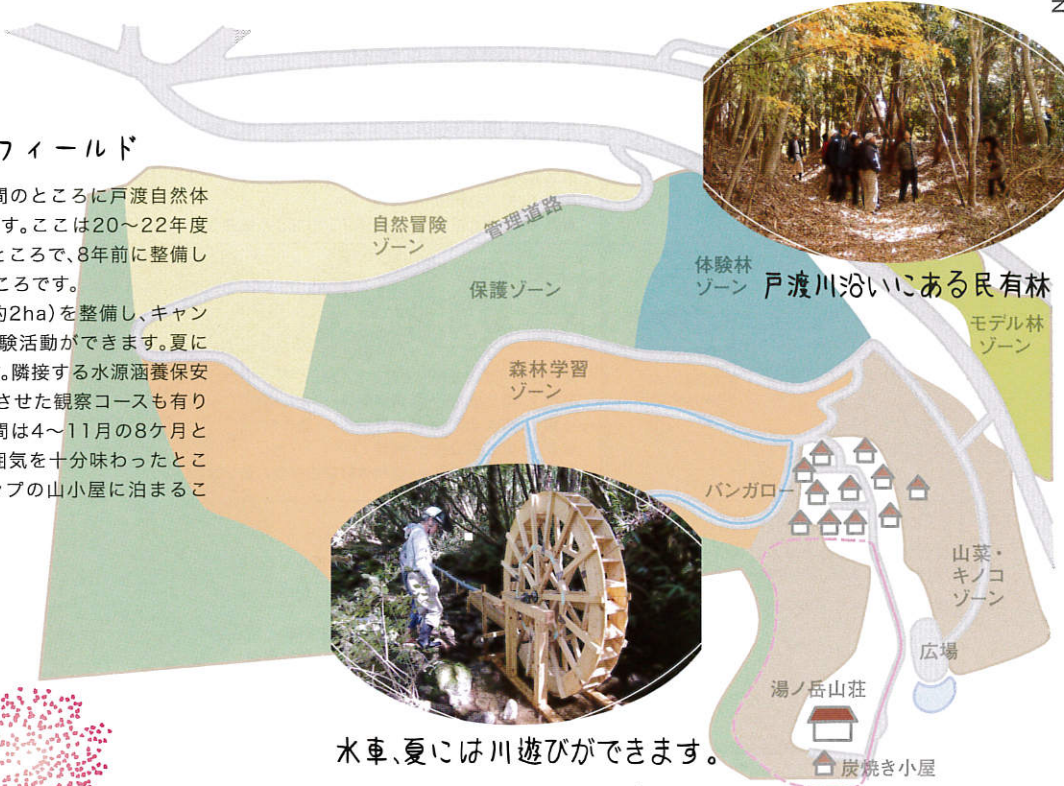 フィールド
間のところに戸渡自然体
す。ここは20〜22年度
ところで、8年前に整備し
ころです。
約2ha)を整備し、キャン
験活動ができます。夏に
。隣接する水源涵養保安
させた観察コースも有り
間は4〜11月の8ケ月と
囲気を十分味わったとこ
ップの山小屋に泊まるこ
自然冒険
ゾーン
管理道路
保護ゾーン
体験林
ゾーン
戸渡川沿いにある民有林
モデル林
ゾーン
森林学習
ゾーン
バンガロー
山菜・
キノコ
ゾーン
広場
湯ノ岳山荘
炭焼き小屋
水車、夏には川遊びができます。